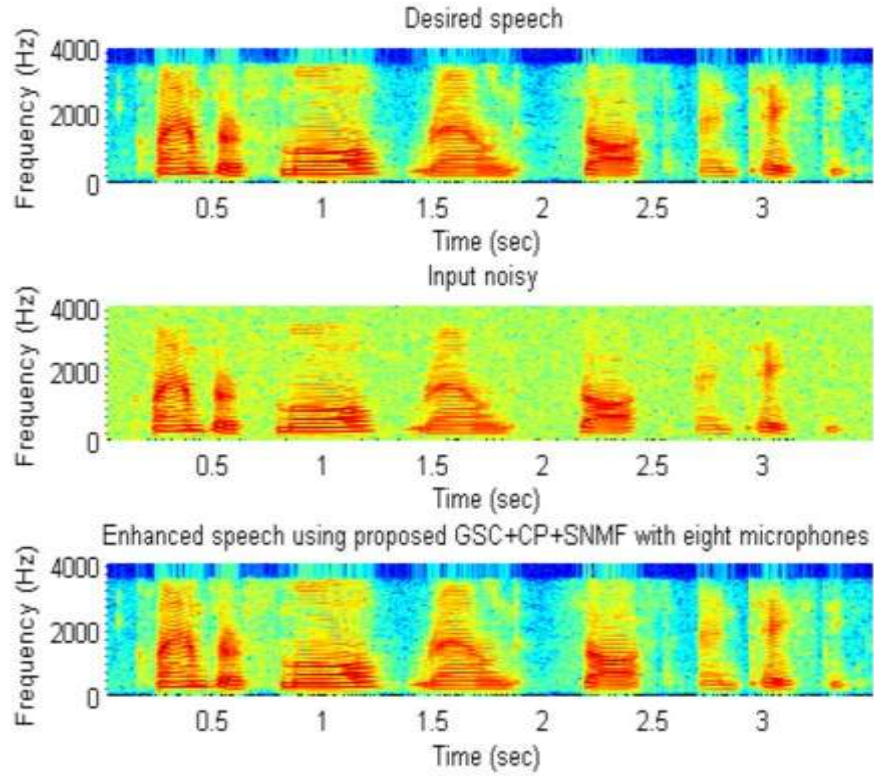 Desired speech
Frequency (Hz)
4000
2000
0
0.5 1 1.5 2 2.5 3
Time (sec)
Input noisy
Frequency (Hz)
4000
2000
0
0.5 1 1.5 2 2.5 3
Time (sec)
Enhanced speech using proposed GSC+CP+SNMF with eight microphones
Frequency (Hz)
4000
2000
0
0.5 1 1.5 2 2.5 3
Time (sec)